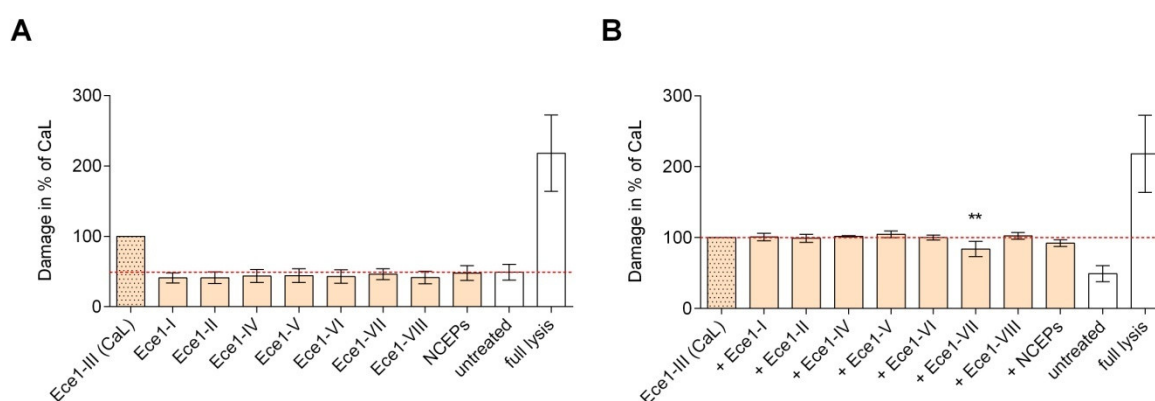 A
Damage in % of CaL
300
200
100
0
Ece1-III (CaL)
Ece1-I
Ece1-II
Ece1-IV
Ece1-V
Ece1-VI
Ece1-VII
Ece1-VIII
NCEPs
untreated
full lysis
B
Damage in % of CaL
300
200
100
0
**
Ece1-III (CaL)
+ Ece1-I
+ Ece1-II
+ Ece1-IV
+ Ece1-V
+ Ece1-VI
+ Ece1-VII
+ Ece1-VIII
+ NCEPs
untreated
full lysis